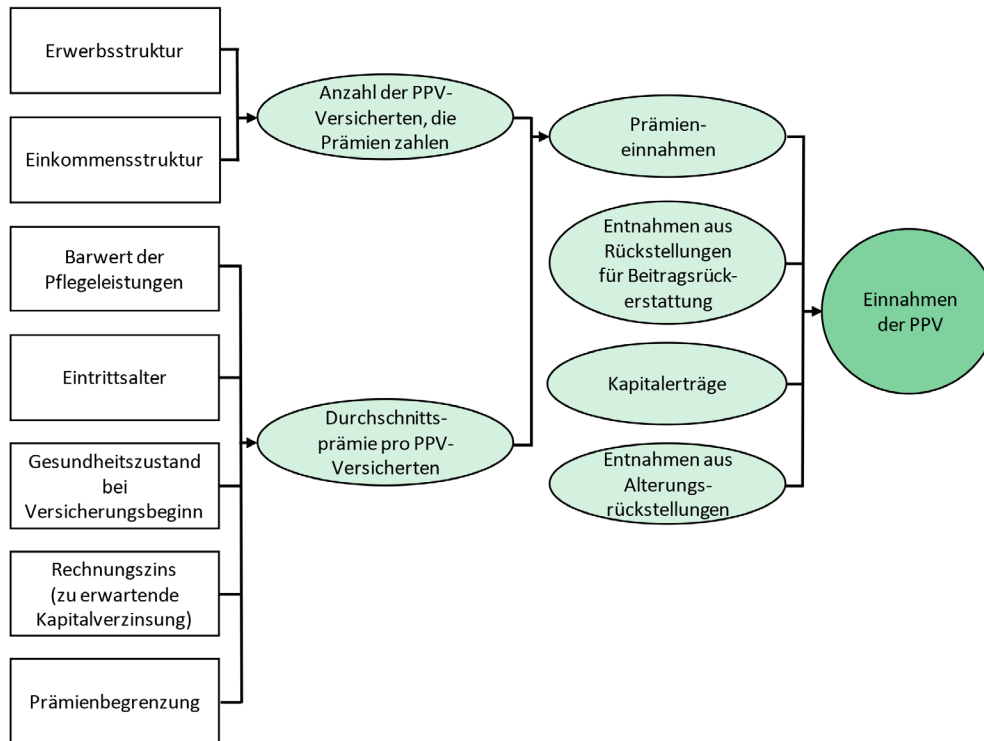 Erwerbsstruktur
Einkommensstruktur
Barwert der
Pflegeleistungen
Eintrittsalter
Gesundheitszustand
bei
Versicherungsbeginn
Rechnungszins
(zu erwartende
Kapitalverzinsung)
Prämienbegrenzung
Anzahl der PPV-
Versicherten, die
Prämien zahlen
Durchschnitts-
prämie pro PPV-
Versicherten
Prämien-
einnahmen
Entnahmen aus
Rückstellungen
für Beitragsrück-
erstattung
Kapitalerträge
Entnahmen aus
Alterungs-
rückstellungen
Einnahmen
der PPV